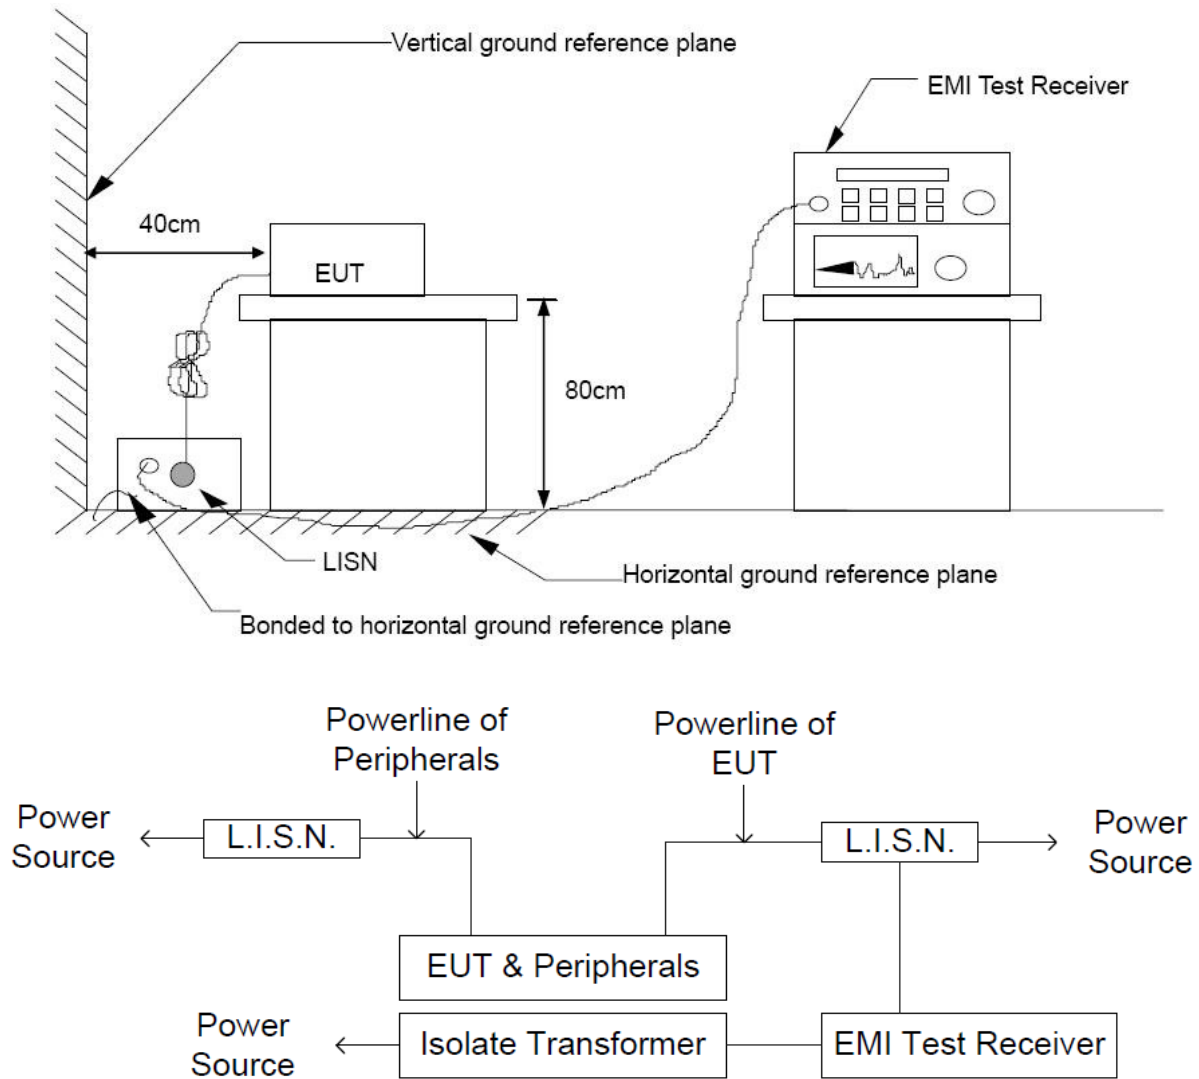 Vertical ground reference plane
EMI Test Receiver
40cm
EUT
80cm
LISN
Horizontal ground reference plane
Bonded to horizontal ground reference plane
Powerline of
Peripherals
Powerline of
EUT
Power
Source
L.I.S.N.
L.I.S.N.
Power
Source
EUT & Peripherals
Power
Source
Isolate Transformer
EMI Test Receiver